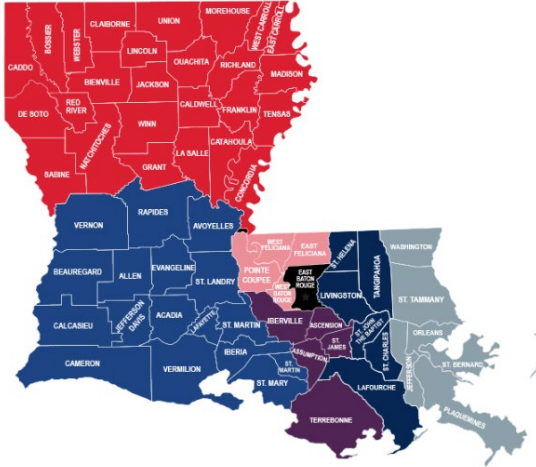 CLAIBORNE
UNION
MOREHOUSE
WEST CARROLL
EAST CARROLL
BOSSIER
WEBSTER
LINCOLN
OUACHITA
RICHLAND
CADDO
MADISON
BIENVILLE
JACKSON
DE SOTO
RED
RIVER
CALDWELL
FRANKLIN
TENSAS
WINN
NATCHITOCHES
CATAHOULA
LA SALLE
SABINE
GRANT
CONCORDIA
RAPIDES
VERNON
AVOYELLES
WEST
FELICIANA
EAST
FELICIANA
ST. HELENA
TANGIPAHOA
WASHINGTON
BEAUREGARD
ALLEN
EVANGELINE
ST. LANDRY
POINTE
COUPEE
WEST
BATON
ROUGE
EAST
BATON
ROUGE
LIVINGSTON
ST. TAMMANY
CALCASIEU
JEFFERSON
DAVIS
ACADIA
LAFAYETTE
ST. MARTIN
IBERVILLE
ASCENSION
ST. JOHN
THE BAPTIST
ORLEANS
CAMERON
VERMILION
IBERIA
ST.
MARTIN
ST. MARY
ASSUMPTION
ST.
JAMES
ST. CHARLES
JEFFERSON
ST. BERNARD
LAFOURCHE
PLAQUEMINES
TERREBONNE